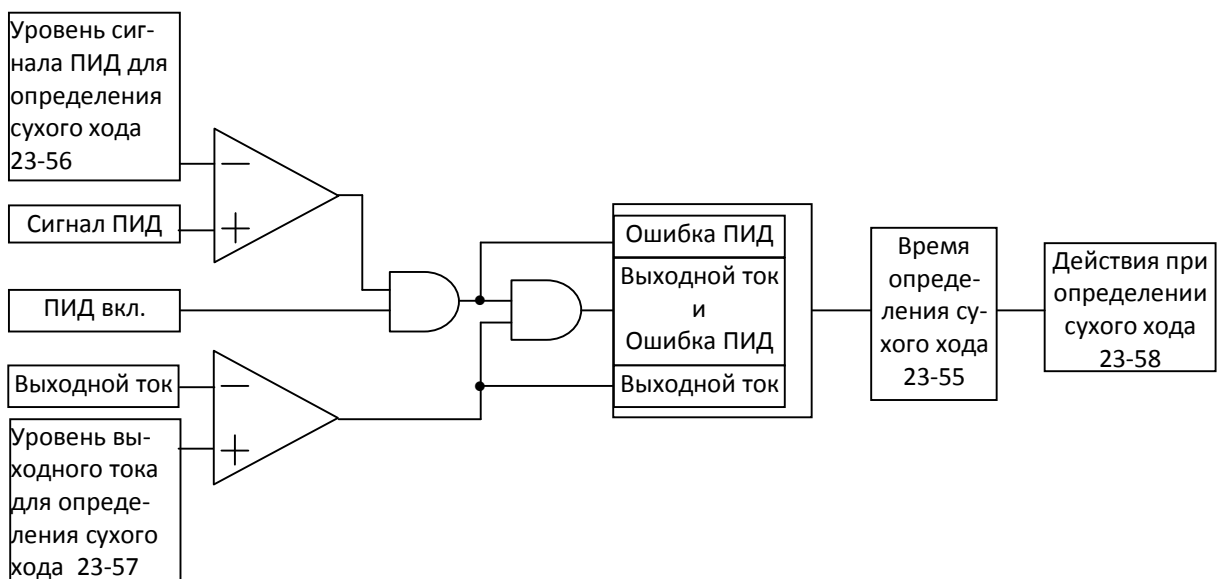 Уровень сиг-
нала ПИД для
определения
сухого хода
23-56
Сигнал ПИД
ПИД вкл.
Выходной ток
Уровень вы-
ходного тока
для опреде-
ления сухого
хода 23-57
Ошибка ПИД
Выходной ток
и
Ошибка ПИД
Выходной ток
Время
опреде-
ления су-
хого хода
23-55
Действия при
определении
сухого хода
23-58